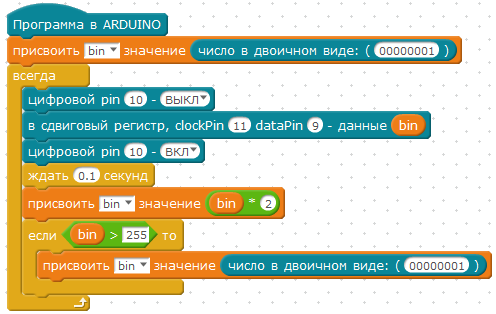 Программа в ARDUINO
присвоить bin значение число в двоичном виде: ( 00000001 )
всегда
цифровой pin 10 - ВЫКЛ
в сдвиговый регистр, clockPin 11 dataPin 9 - данные bin
цифровой pin 10 - ВКЛ
ждать 0.1 секунд
присвоить bin значение bin * 2
если bin > 255 то
присвоить bin значение число в двоичном виде: ( 00000001 )